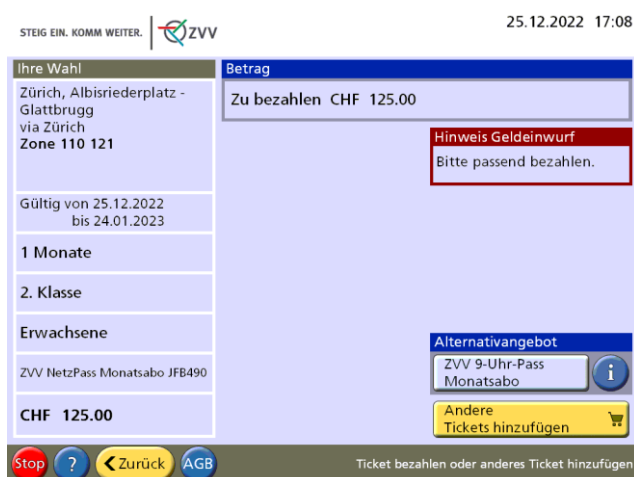 STEIG EIN. KOMM WEITER.
ZVV
25.12.2022 17:08
Ihre Wahl
Zürich, Albisriederplatz -
Glattbrugg
via Zürich
Zone 110 121
Gültig von 25.12.2022
bis 24.01.2023
1 Monate
2. Klasse
Erwachsene
ZVV NetzPass Monatsabo JFB490
CHF 125.00
Betrag
Zu bezahlen CHF 125.00
Hinweis Geldeinwurf
Bitte passend bezahlen.
Alternativangebot
ZVV 9-Uhr-Pass
Monatsabo
i
Andere
Tickets hinzufügen
Stop
?
Zurück
AGB
Ticket bezahlen oder anderes Ticket hinzufügen